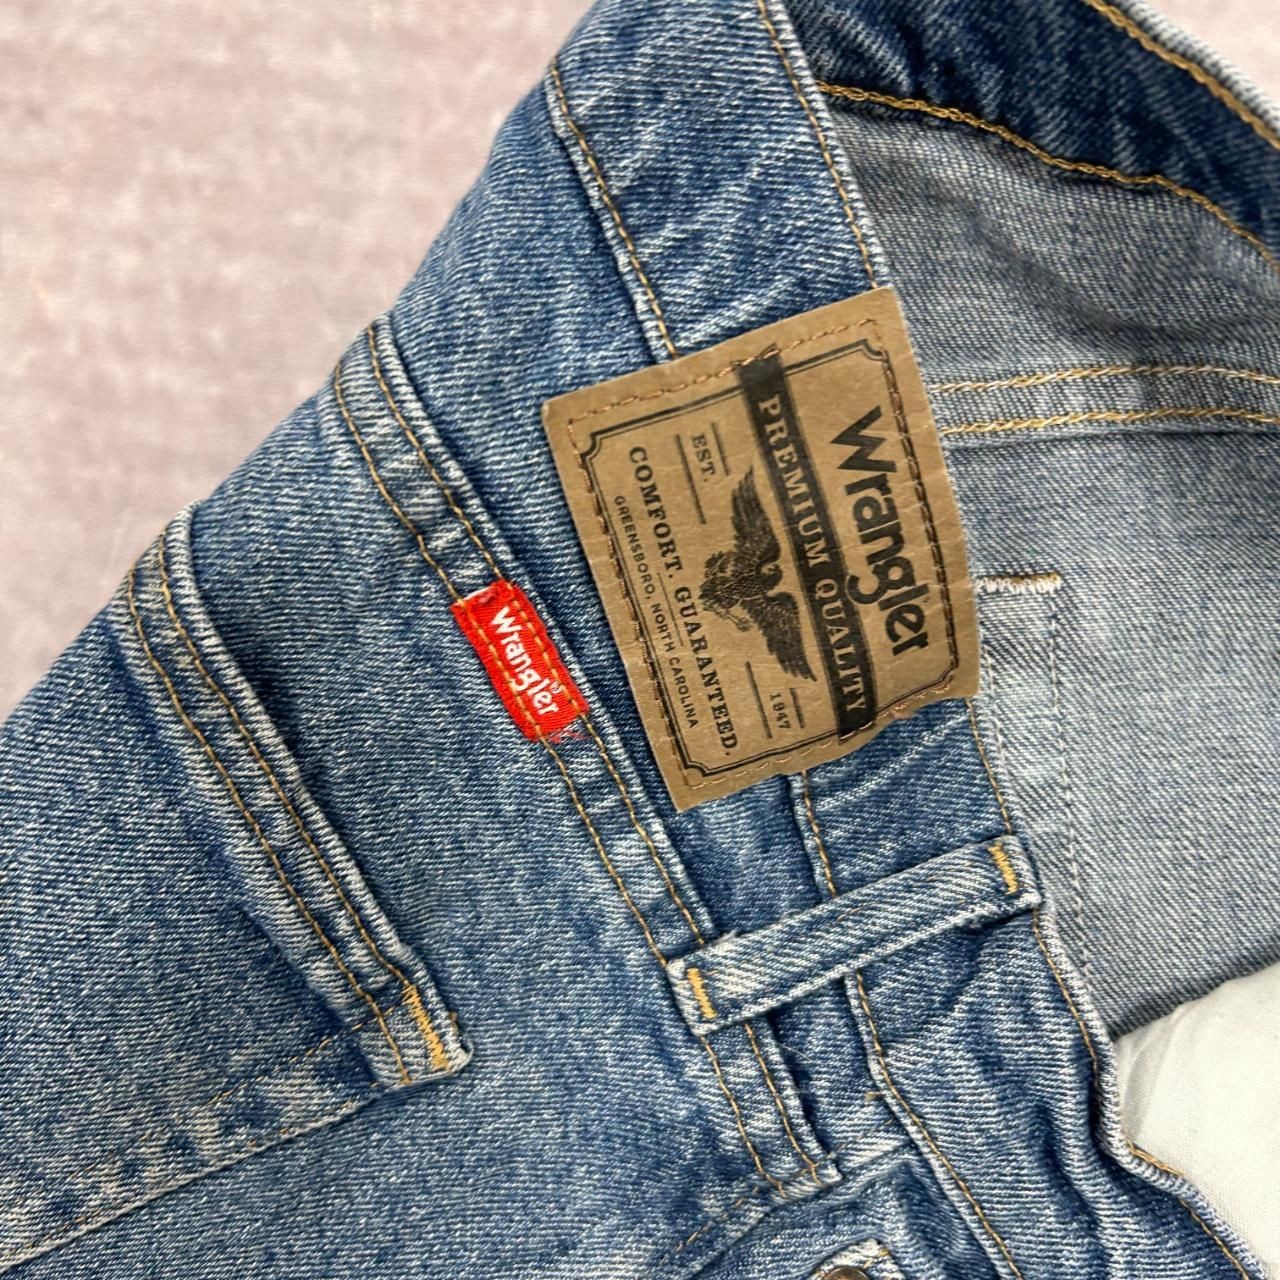 Wrangler
PREMIUM QUALITY
EST. 1947
COMFORT. GUARANTEED.
GREENSBORO, NORTH CAROLINA
Wrangler®